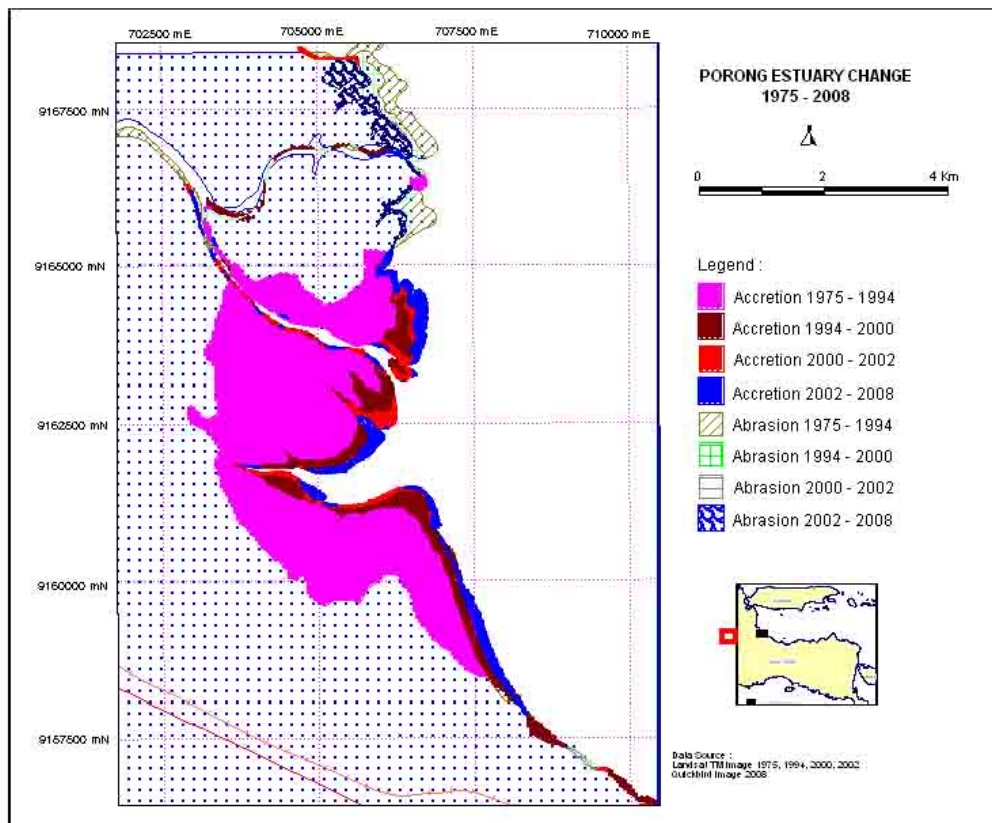 PORONG ESTUARY CHANGE
1975 - 2008
0 2 4 Km
Legend :
Accretion 1975 - 1994
Accretion 1994 - 2000
Accretion 2000 - 2002
Accretion 2002 - 2008
Abrasion 1975 - 1994
Abrasion 1994 - 2000
Abrasion 2000 - 2002
Abrasion 2002 - 2008
Data Source :
Landsat TM Image 1975, 1994, 2000, 2002
Quickbird Image 2008
702500 mE 705000 mE 707500 mE 710000 mE
9167500 mN
9165000 mN
9162500 mN
9160000 mN
9157500 mN